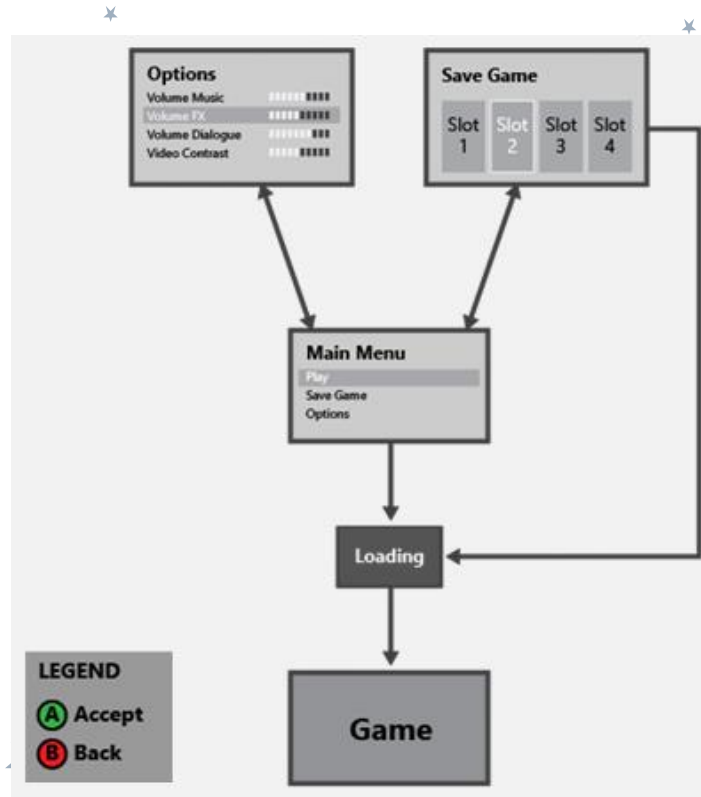 Options
Volume Music
Volume FX
Volume Dialogue
Video Contrast
Save Game
Slot 1
Slot 2
Slot 3
Slot 4
Main Menu
Play
Save Game
Options
Loading
Game
LEGEND
A Accept
B Back